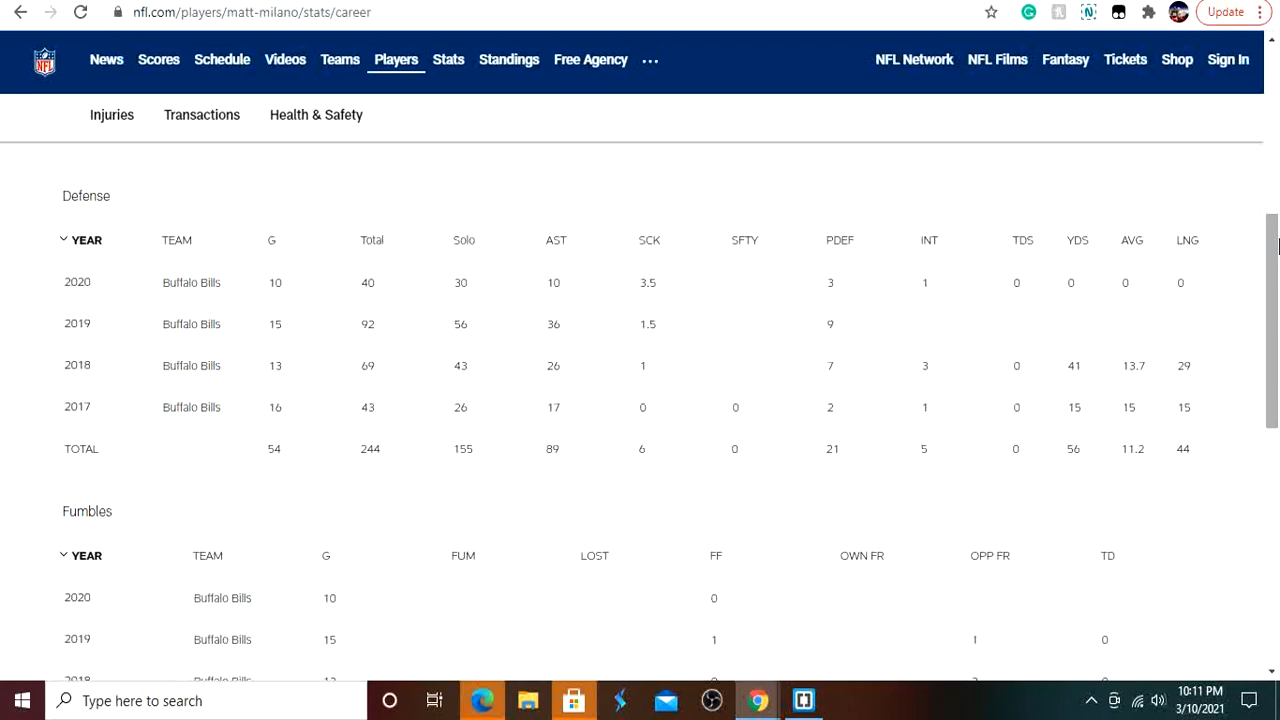 nfl.com/players/matt-milano/stats/career Update
NFL News Scores Schedule Videos Teams Players Stats Standings Free Agency ... NFL Network NFL Films Fantasy Tickets Shop Sign In
Injuries Transactions Health & Safety
Defense
YEAR TEAM G Total Solo AST SCK SFTY PDEF INT TDS YDS AVG LNG
2020 Buffalo Bills 10 40 30 10 3.5 3 1 0 0 0 0
2019 Buffalo Bills 15 92 56 36 1.5 9
2018 Buffalo Bills 13 69 43 26 1 7 3 0 41 13.7 29
2017 Buffalo Bills 16 43 26 17 0 0 2 1 0 15 15 15
TOTAL 54 244 155 89 6 0 21 5 0 56 11.2 44
Fumbles
YEAR TEAM G FUM LOST FF OWN FR OPP FR TD
2020 Buffalo Bills 10 0
2019 Buffalo Bills 15 1 1 0
2018 Buffalo Bills
Type here to search 10:11 PM
3/10/2021